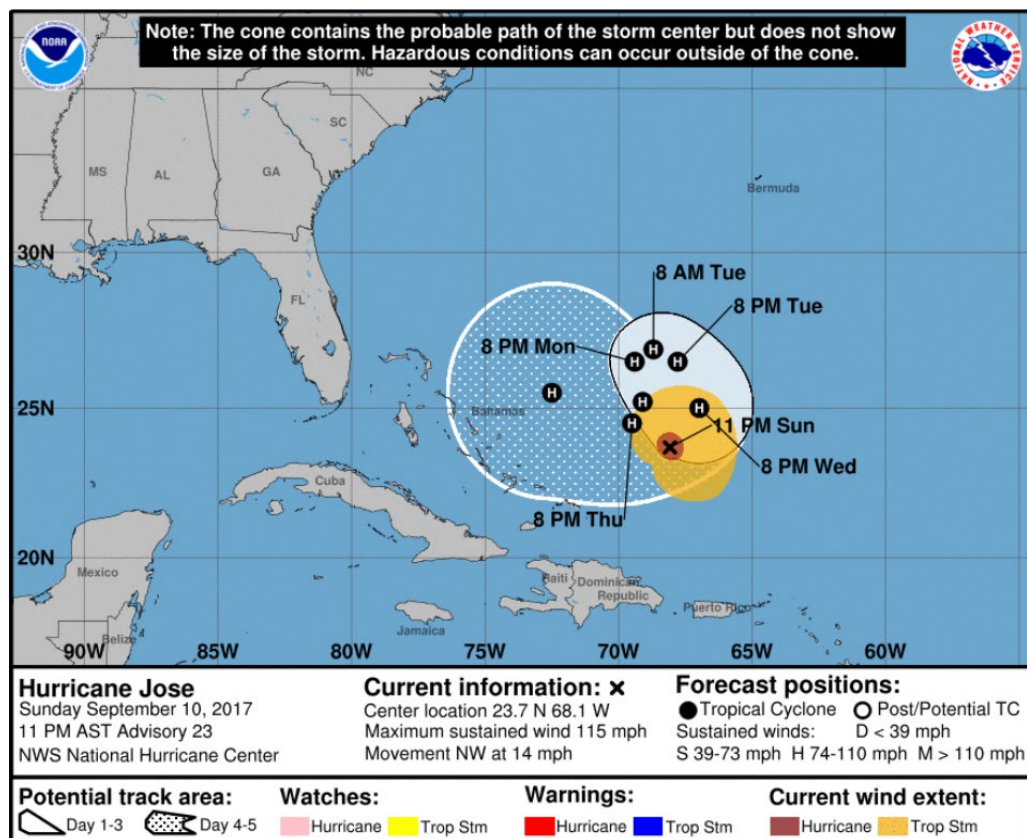 Note: The cone contains the probable path of the storm center but does not show
the size of the storm. Hazardous conditions can occur outside of the cone.
NOAA
NATIONAL WEATHER SERVICE
NC
SC
MS
AL
GA
Bermuda
30N
FL
8 AM Tue
8 PM Tue
8 PM Mon
H
H
H
H
H
H
H
25N
Bahamas
11 PM Sun
8 PM Wed
Cuba
8 PM Thu
20N
Mexico
Haiti
Dominican
Republic
Puerto Rico
Jamaica
Belize
90W 85W 80W 75W 70W 65W
Hurricane Jose
Sunday September 10, 2017
11 PM AST Advisory 23
NWS National Hurricane Center
Current information: x
Center location 23.7 N 68.1 W
Maximum sustained wind 115 mph
Movement NW at 14 mph
Forecast positions:
Tropical Cyclone Post/Potential TC
Sustained winds: D < 39 mph
S 39-73 mph H 74-110 mph M > 110 mph
Potential track area:
Day 1-3 Day 4-5
Watches:
Hurricane Trop Stm
Warnings:
Hurricane Trop Stm
Current wind extent:
Hurricane Trop Stm